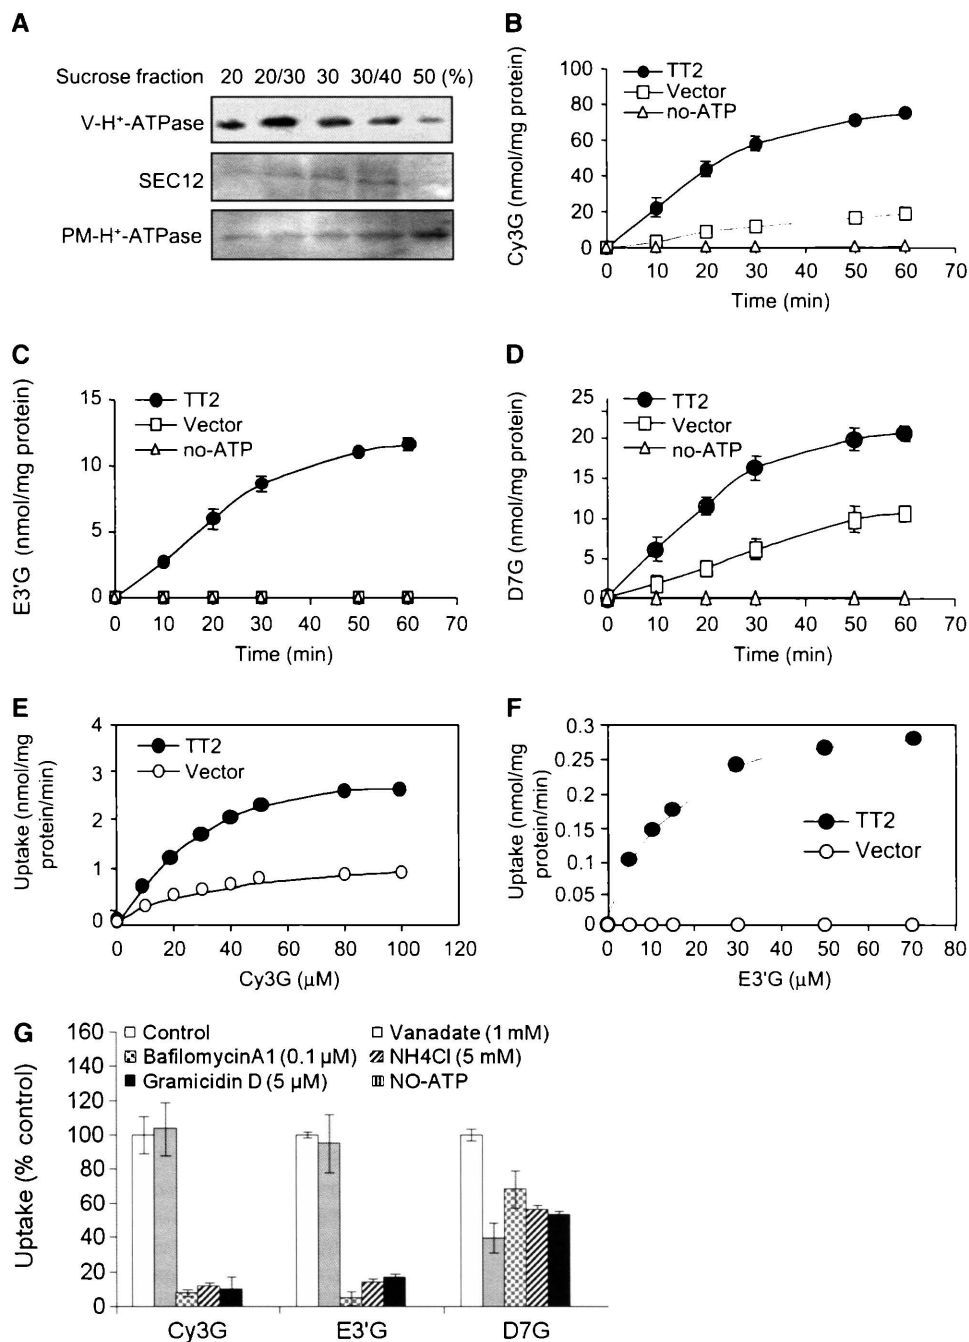 A
Sucrose fraction 20 20/30 30 30/40 50 (%)
V-H⁺-ATPase
SEC12
PM-H⁺-ATPase
B
Cy3G (nmol/mg protein)
100
80
60
40
20
0
TT2
Vector
no-ATP
0 10 20 30 40 50 60 70
Time (min)
C
E3'G (nmol/mg protein)
15
10
5
0
TT2
Vector
no-ATP
0 10 20 30 40 50 60 70
Time (min)
D
D7G (nmol/mg protein)
25
20
15
10
5
0
TT2
Vector
no-ATP
0 10 20 30 40 50 60 70
Time (min)
E
Uptake (nmol/mg
protein/min)
4
3
2
1
0
TT2
Vector
0 20 40 60 80 100 120
Cy3G (µM)
F
Uptake (nmol/mg
protein/min)
0.3
0.25
0.2
0.15
0.1
0.05
0
TT2
Vector
0 10 20 30 40 50 60 70 80
E3'G (µM)
G
Uptake (% control)
160
140
120
100
80
60
40
20
0
Control
Vanadate (1 mM)
BafilomycinA1 (0.1 µM)
NH4Cl (5 mM)
Gramicidin D (5 µM)
NO-ATP
Cy3G E3'G D7G